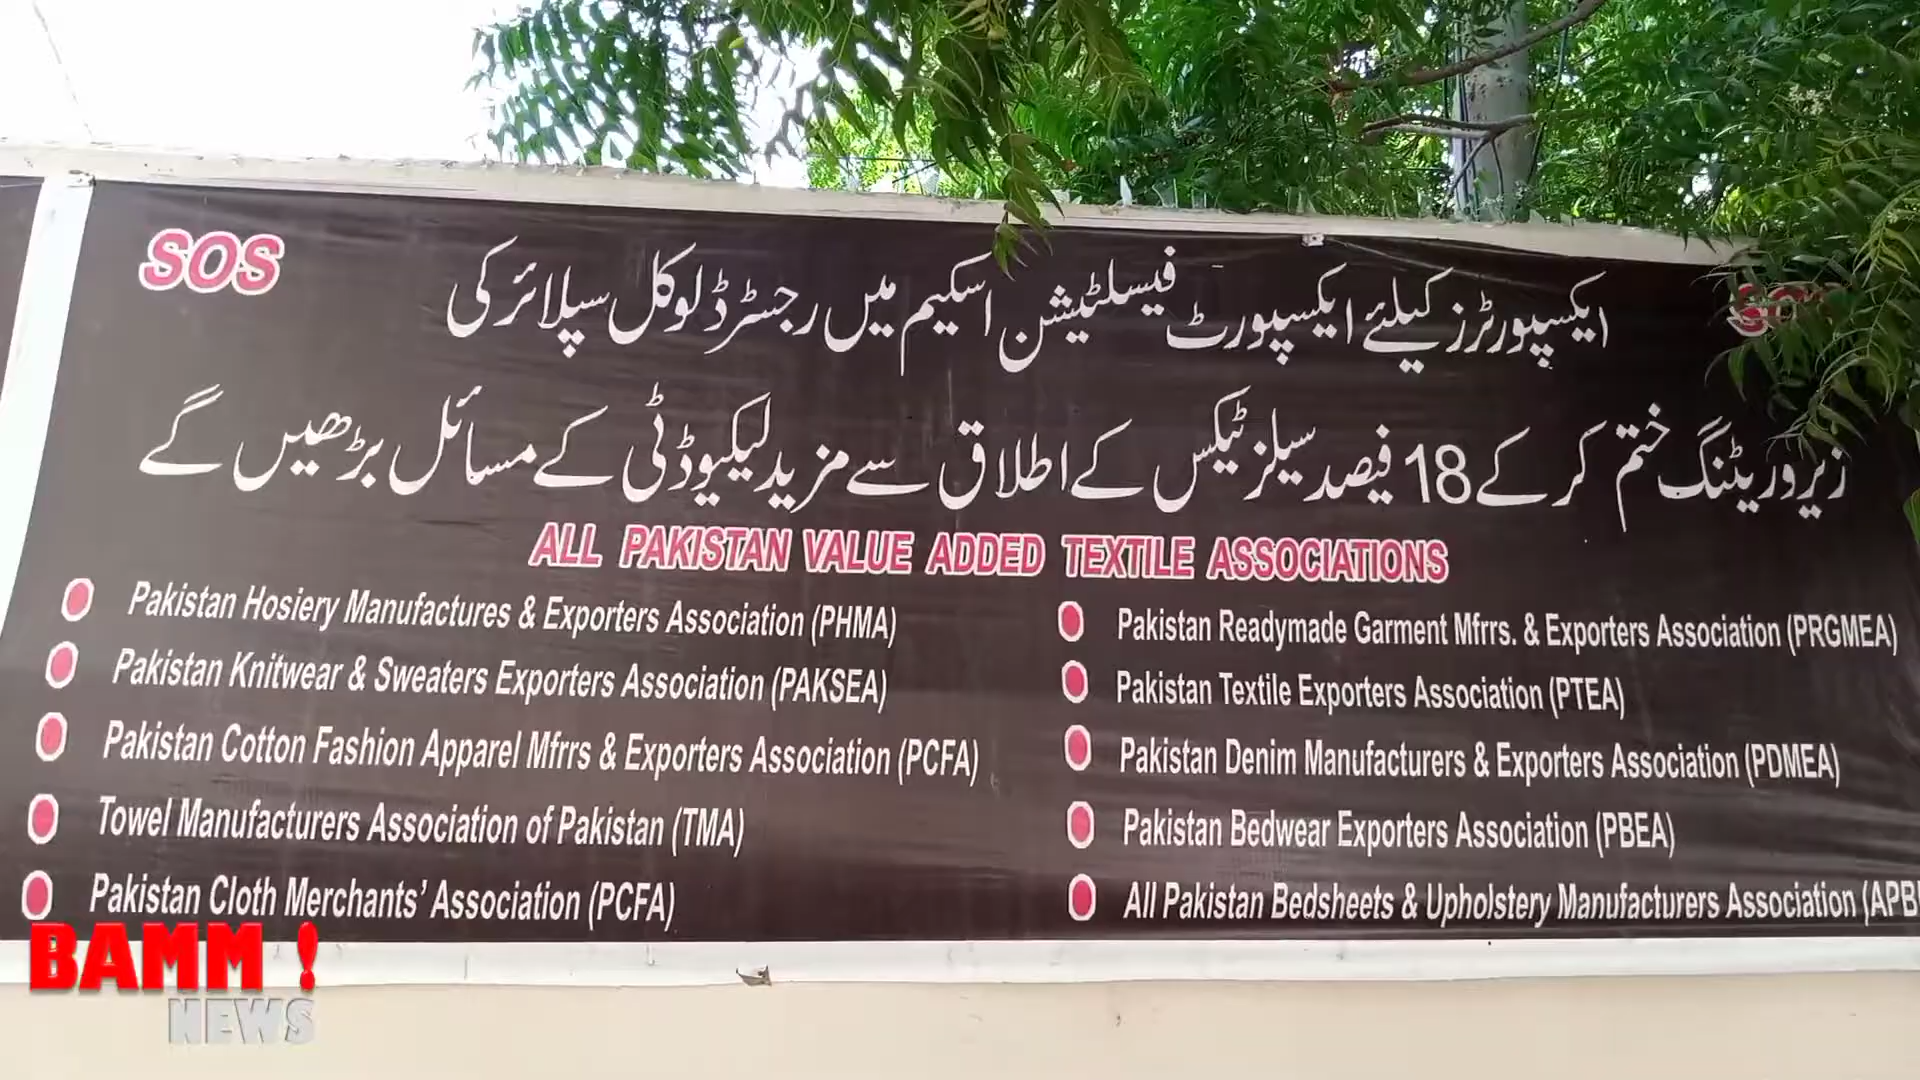 SOS
ایکسپورٹرز کیلئے ایکسپورٹ فیسلٹیشن اسکیم میں رجسٹرڈ لوکل سپلائر کی
زیرو ریٹنگ ختم کر کے 18 فیصد سیلز ٹیکس کے اطلاق سے مزید لیکیوڈٹی کے مسائل بڑھیں گے
ALL PAKISTAN VALUE ADDED TEXTILE ASSOCIATIONS
Pakistan Hosiery Manufactures & Exporters Association (PHMA)
Pakistan Knitwear & Sweaters Exporters Association (PAKSEA)
Pakistan Cotton Fashion Apparel Mfrrs & Exporters Association (PCFA)
Towel Manufacturers Association of Pakistan (TMA)
Pakistan Cloth Merchants' Association (PCFA)
Pakistan Readymade Garment Mfrrs. & Exporters Association (PRGMEA)
Pakistan Textile Exporters Association (PTEA)
Pakistan Denim Manufacturers & Exporters Association (PDMEA)
Pakistan Bedwear Exporters Association (PBEA)
All Pakistan Bedsheets & Upholstery Manufacturers Association
BAMM !
NEWS